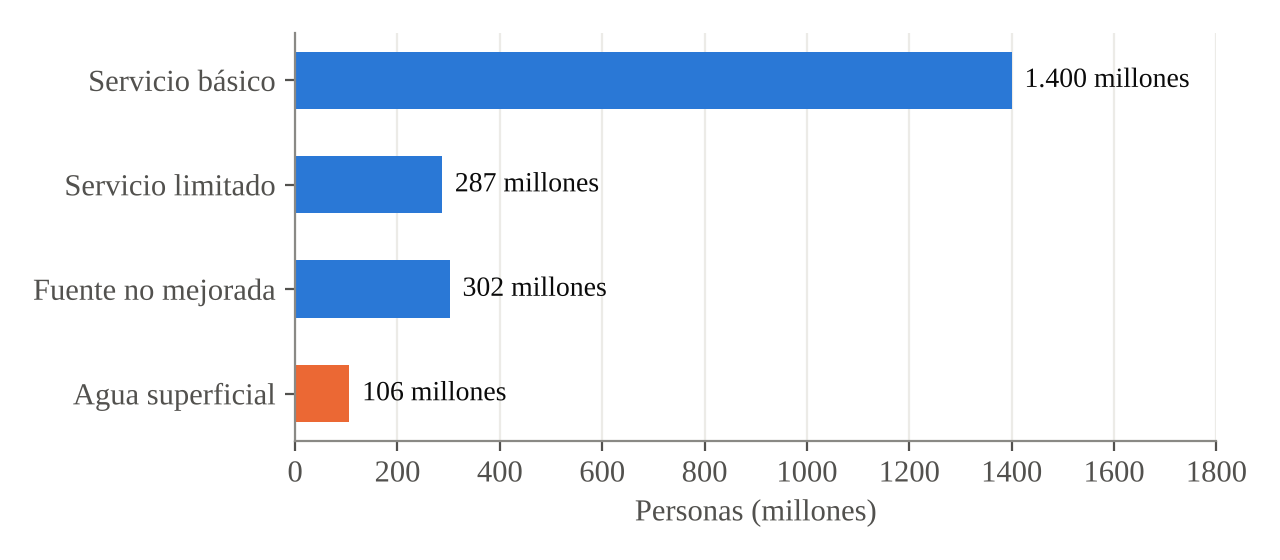 Servicio básico 1.400 millones
Servicio limitado 287 millones
Fuente no mejorada 302 millones
Agua superficial 106 millones
0 200 400 600 800 1000 1200 1400 1600 1800
Personas (millones)